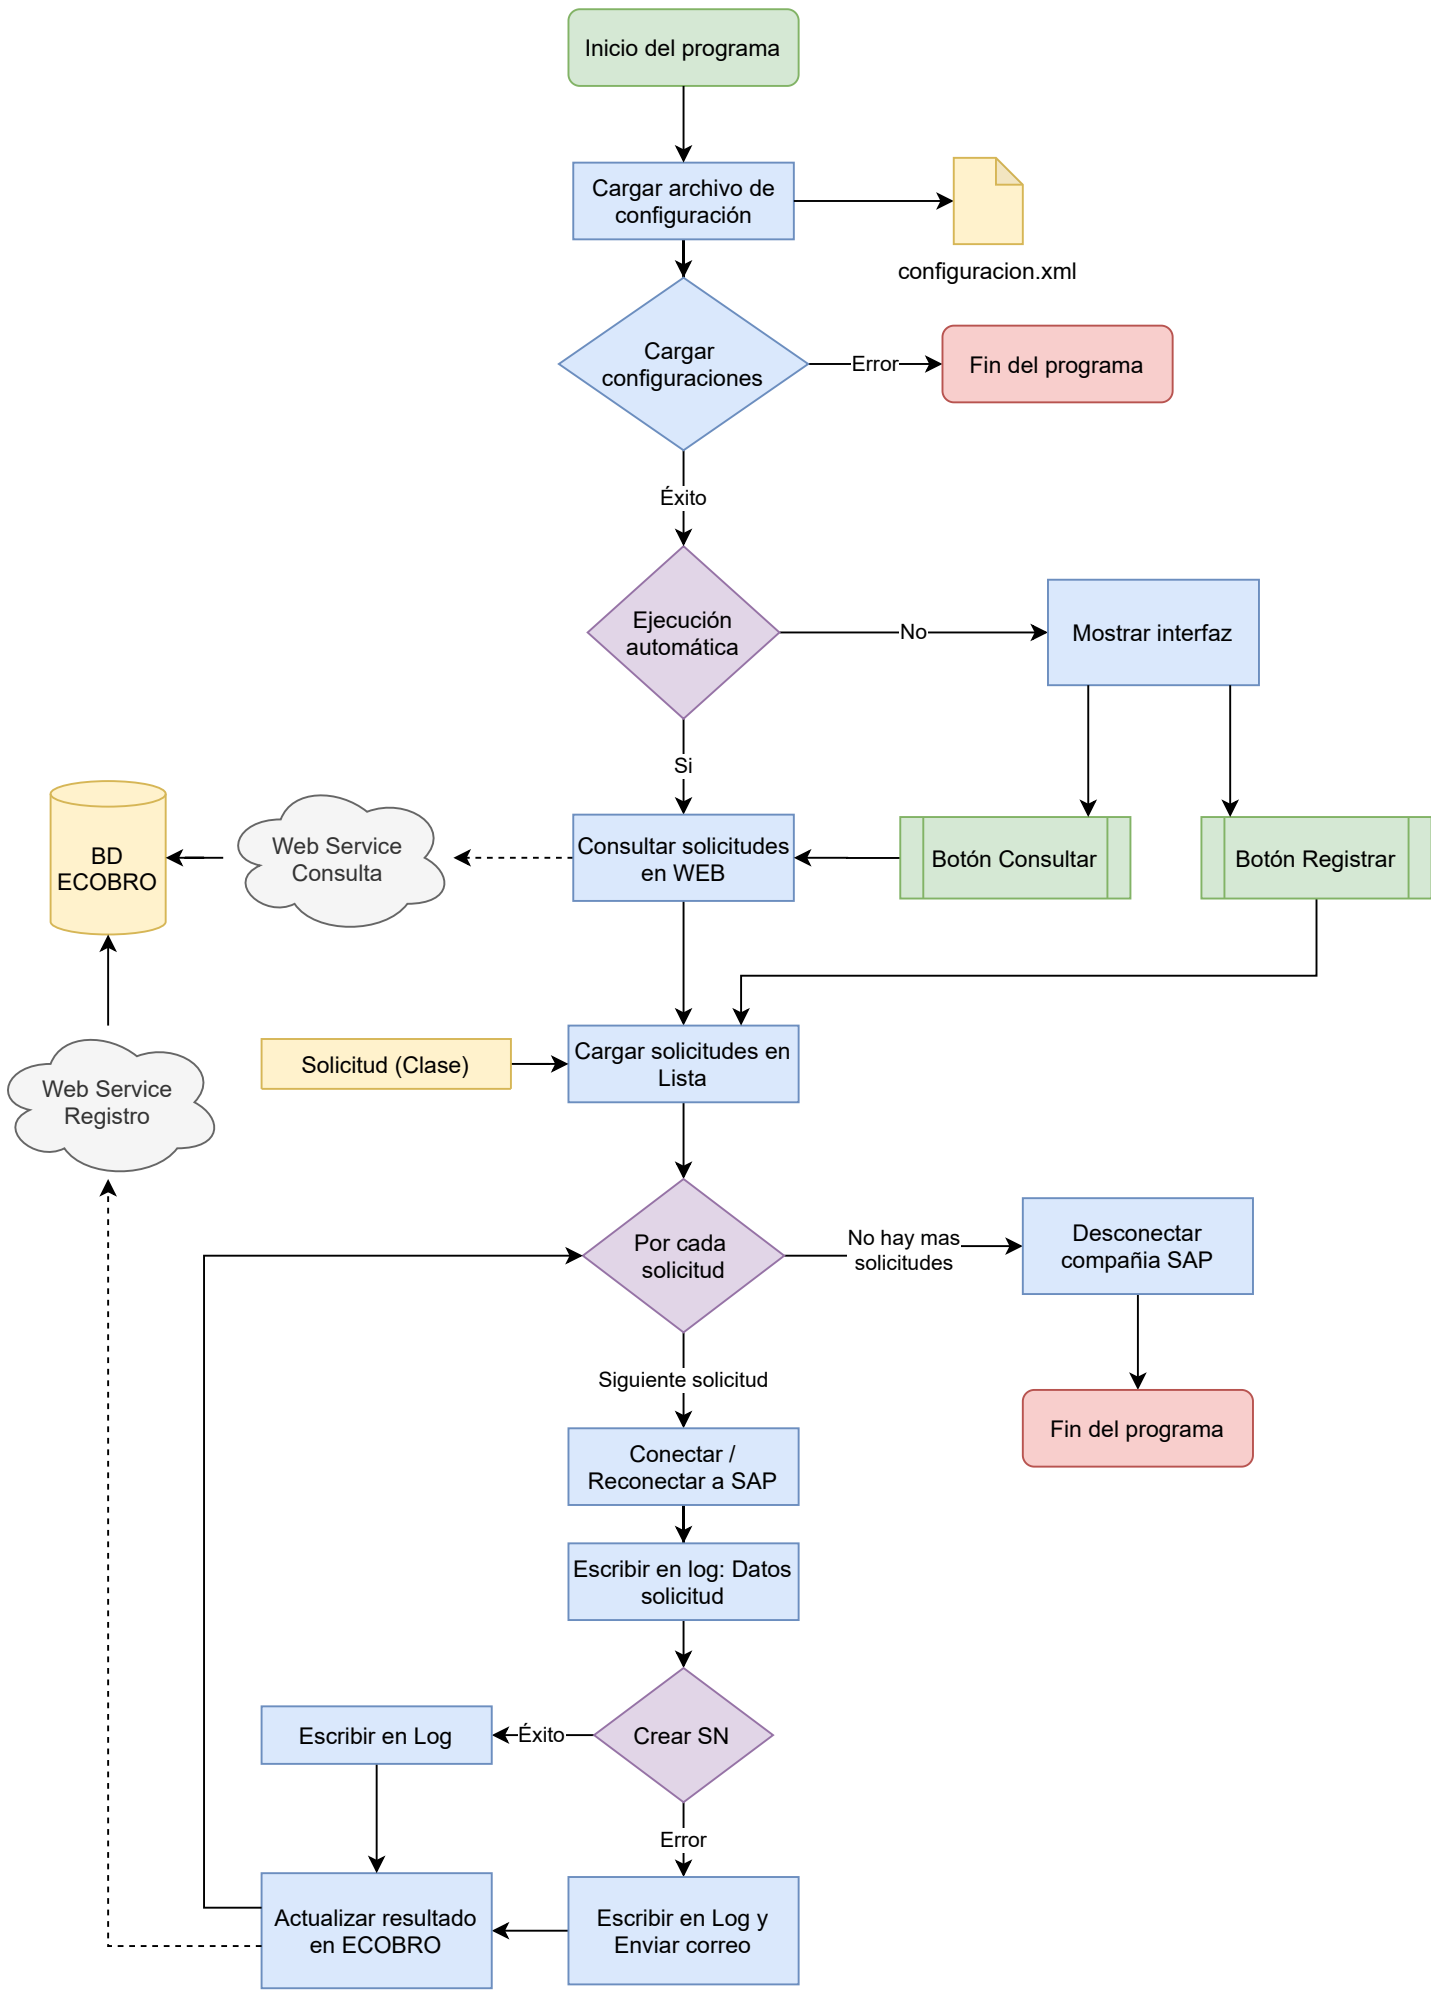 Inicio del programa
Cargar archivo de
configuración
configuracion.xml
Cargar
configuraciones
Error
Fin del programa
Éxito
Ejecución
automática
No
Mostrar interfaz
Si
BD
ECOBRO
Web Service
Consulta
Consultar solicitudes
en WEB
Botón Consultar
Botón Registrar
Web Service
Registro
Solicitud (Clase)
Cargar solicitudes en
Lista
Por cada
solicitud
No hay mas
solicitudes
Desconectar
compañia SAP
Siguiente solicitud
Fin del programa
Conectar /
Reconectar a SAP
Escribir en log: Datos
solicitud
Escribir en Log
Éxito
Crear SN
Error
Actualizar resultado
en ECOBRO
Escribir en Log y
Enviar correo